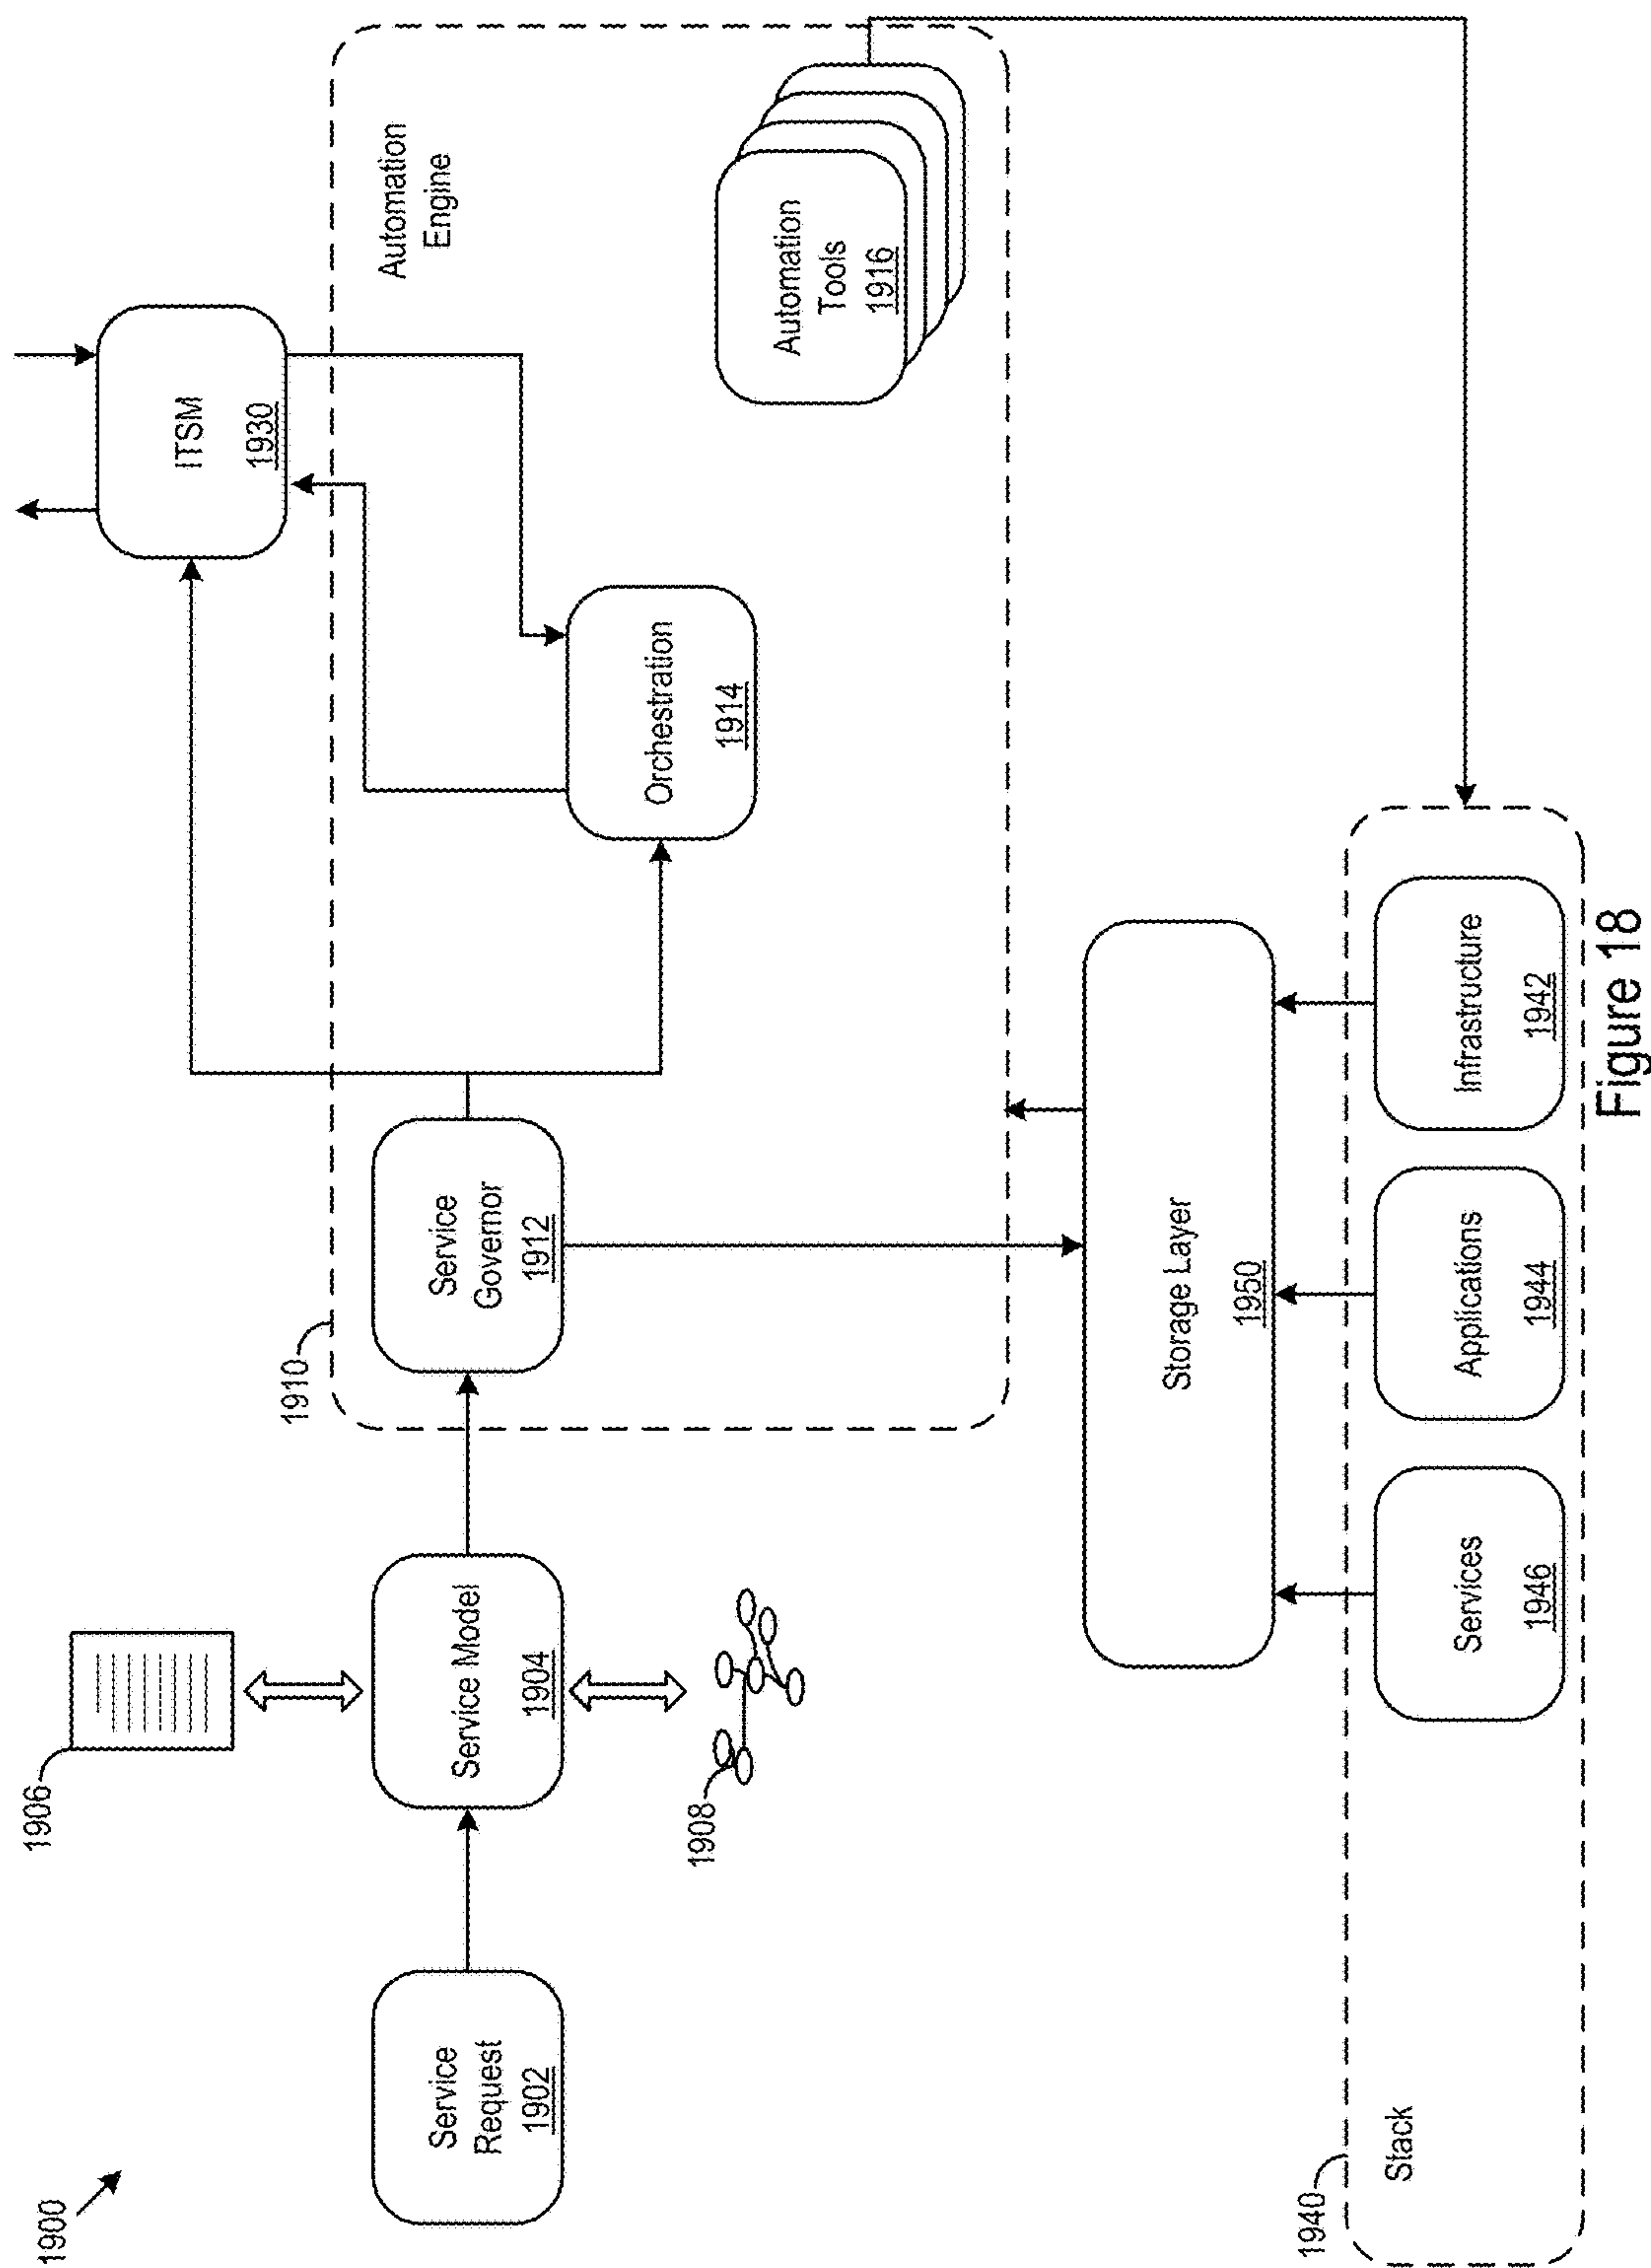 1900
1906
Service
Request
1902
Service Model
1904
1908
1910
Automation
Engine
Service
Governor
1912
ITSM
1930
Orchestration
1914
Automation
Tools
1916
Storage Layer
1950
1940
Stack
Services
1946
Applications
1944
Infrastructure
1942
Figure 18